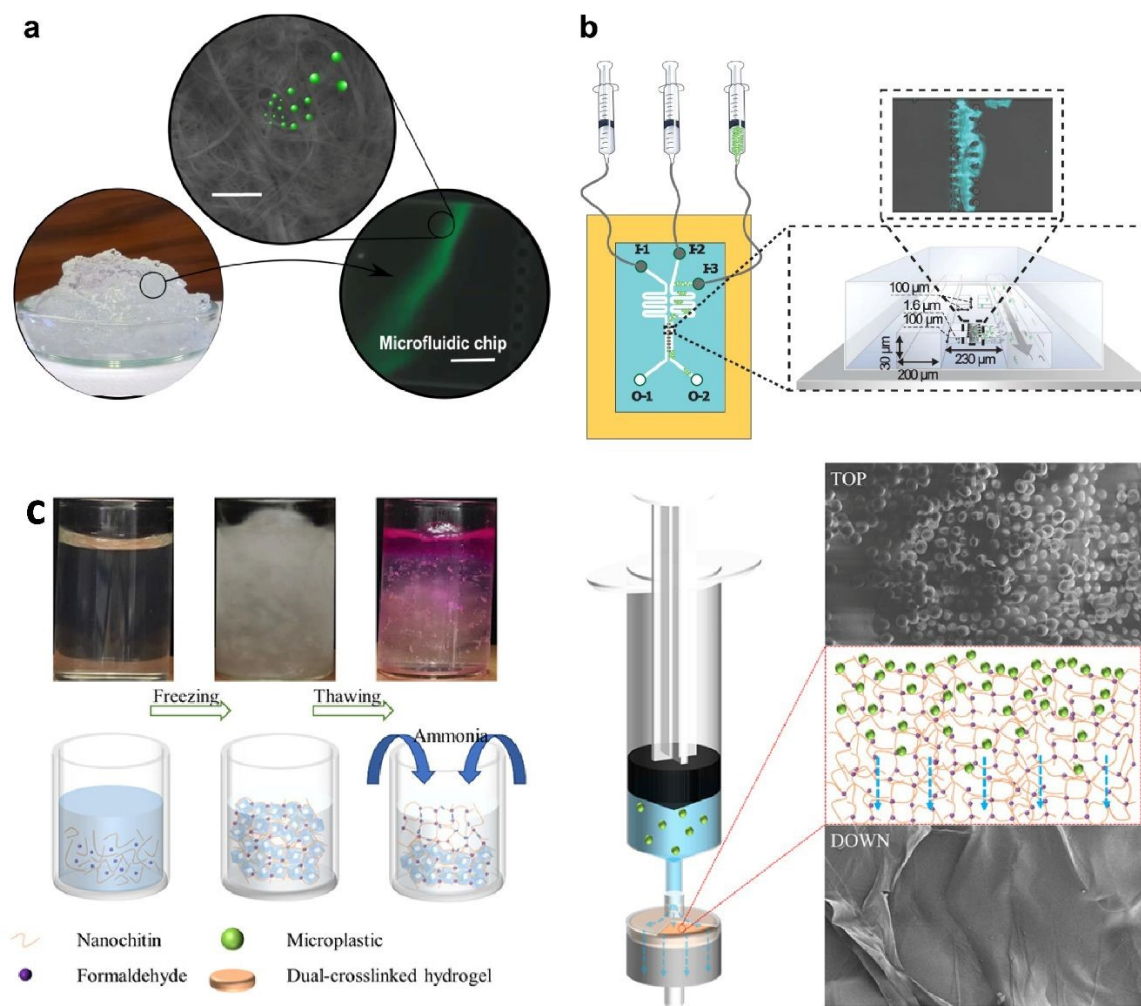 a
Microfluidic chip
b
I-1
I-2
I-3
O-1
O-2
100 µm
1.6 µm
100 µm
30 µm
200 µm
230 µm
c
Freezing
Thawing
Ammonia
Nanochitin
Microplastic
Formaldehyde
Dual-crosslinked hydrogel
TOP
DOWN